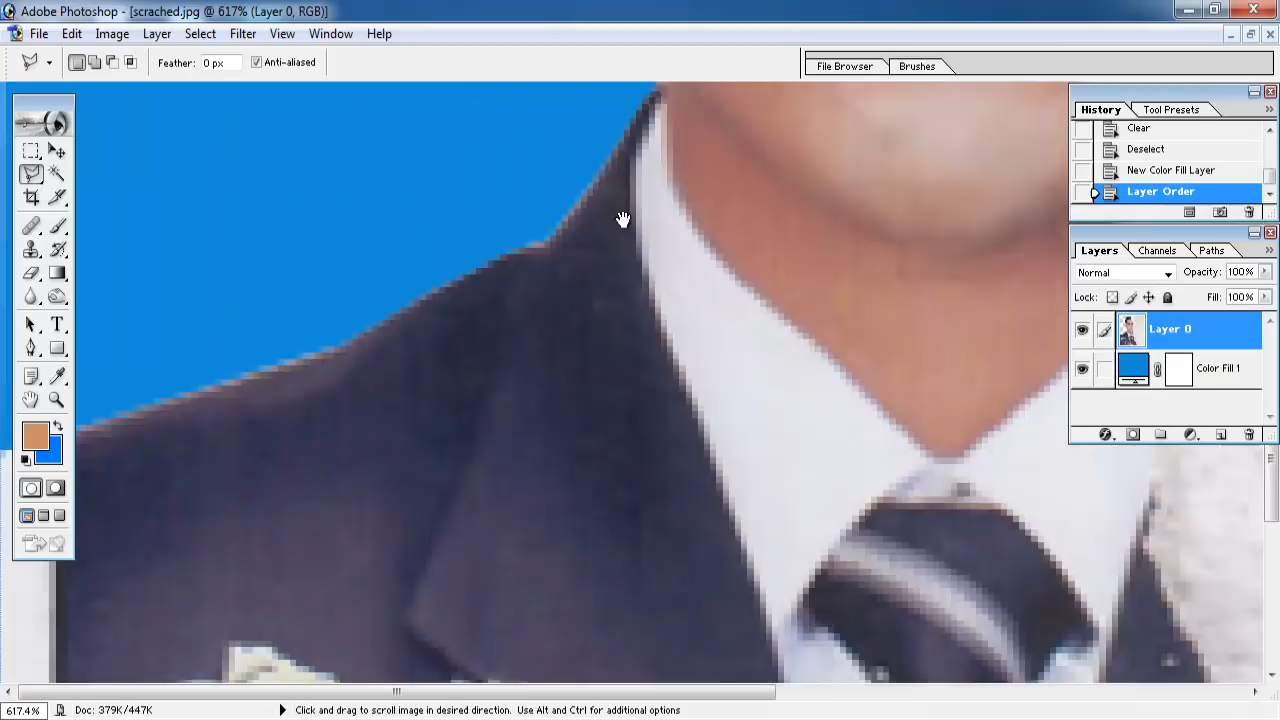 Adobe Photoshop - [scrached.jpg @ 617% (Layer 0, RGB)]
File Edit Image Layer Select Filter View Window Help
Feather: 0 px Anti-aliased
File Browser Brushes
History Tool Presets
Clear
Deselect
New Color Fill Layer
Layer Order
Layers Channels Paths
Normal Opacity: 100%
Lock: Fill: 100%
Layer 0
Color Fill 1
617.4% Doc: 379K/447K Click and drag to scroll image in desired direction. Use Alt and Ctrl for additional options